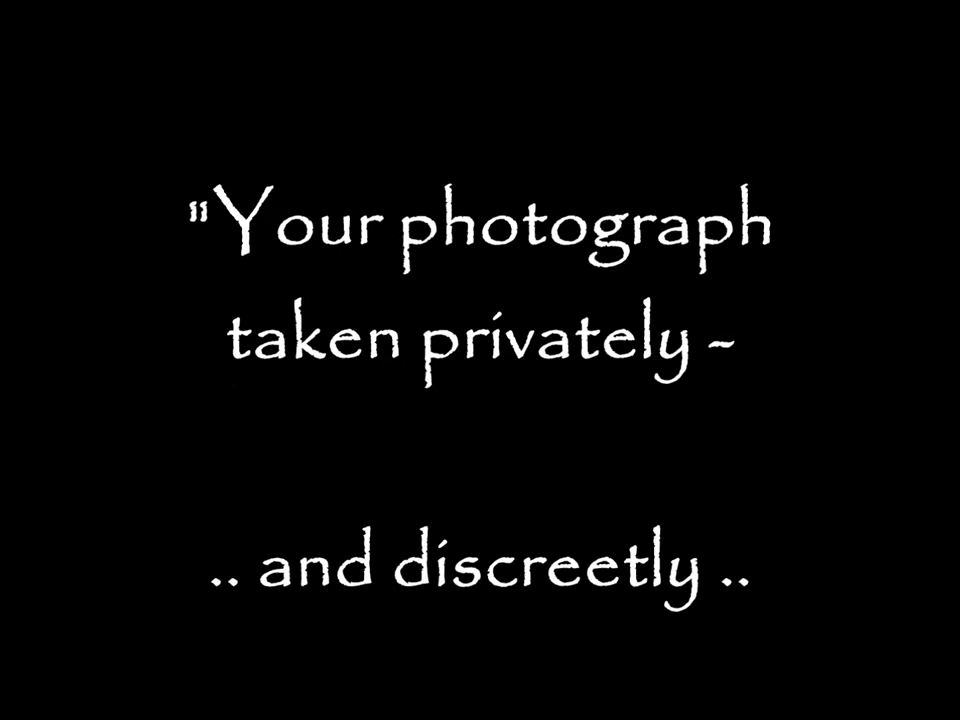 "Your photograph
taken privately -
.. and discreetly ..